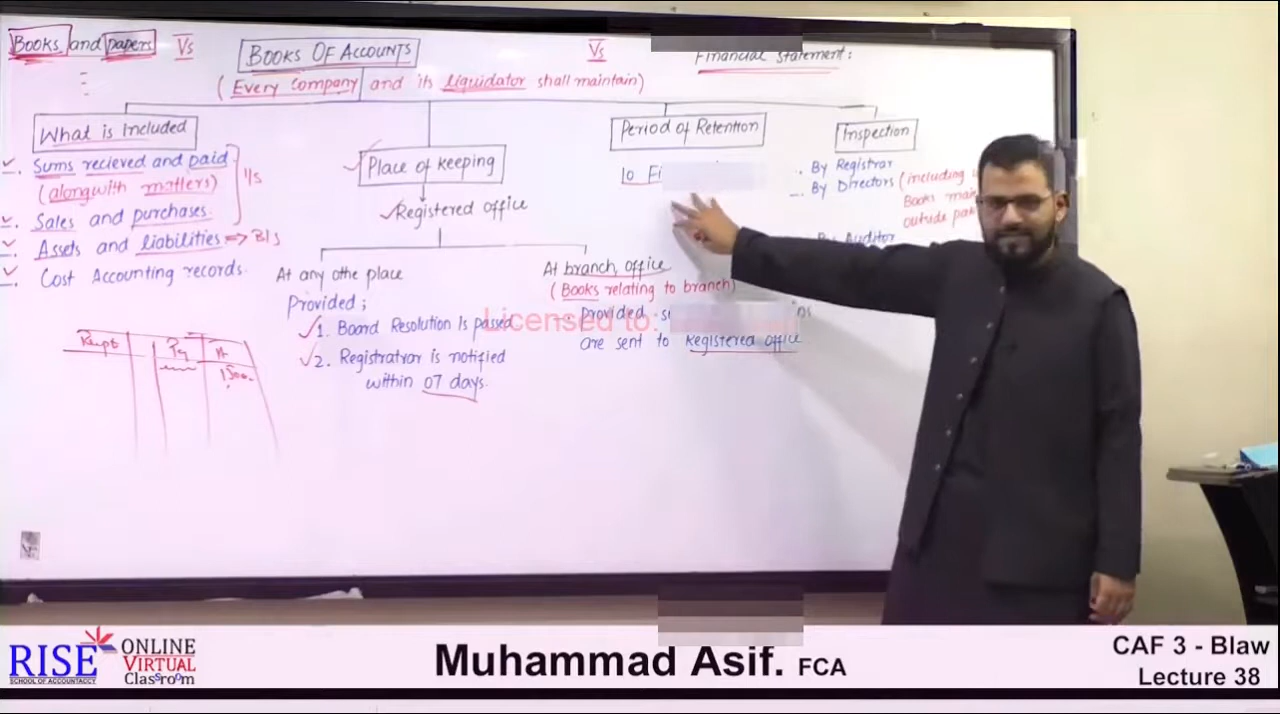 Books and papers Vs BOOKS OF ACCOUNTS Vs Financial statement:
(Every company and its liquidator shall maintain)
What is Included
Sums recieved and paid
(alongwith matters)
I/S
Sales and purchases.
Assets and liabilities => B/S
Cost Accounting records.
Place of keeping
Registered office
At any othe place
Provided;
1. Board Resolution Is passed
2. Registratrar is notified
within 07 days.
At branch office
(Books relating to branch)
provided
are sent to Registered office
Period of Retention
10
Inspection
By Registrar
By Directors (including
Books
outside
By Auditor
Licensed to:
RISE
SCHOOL OF ACCOUNTACY
ONLINE
VIRTUAL
Classroom
Muhammad Asif. FCA
CAF 3 - Blaw
Lecture 38